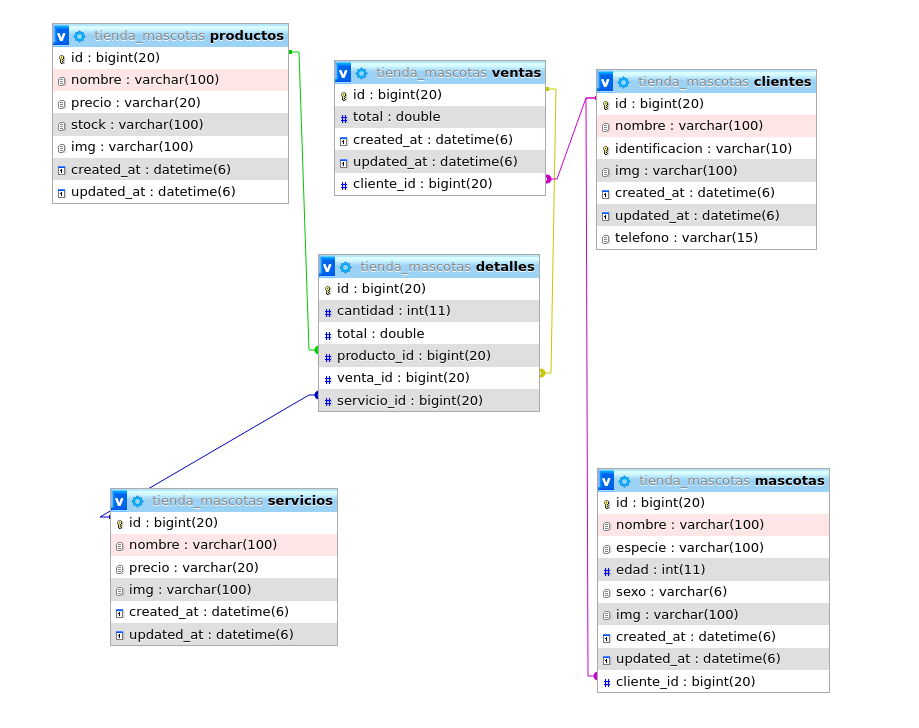 tienda_mascotas productos
id : bigint(20)
nombre : varchar(100)
precio : varchar(20)
stock : varchar(100)
img : varchar(100)
created_at : datetime(6)
updated_at : datetime(6)
v tienda_mascotas ventas
id : bigint(20)
total : double
created_at : datetime(6)
updated_at : datetime(6)
cliente_id : bigint(20)
v tienda_mascotas clientes
id : bigint(20)
nombre : varchar(100)
identificacion : varchar(10)
img : varchar(100)
created_at : datetime(6)
updated_at : datetime(6)
telefono : varchar(15)
v tienda_mascotas detalles
id : bigint(20)
# cantidad : int(11)
# total : double
# producto_id : bigint(20)
# venta_id : bigint(20)
# servicio_id : bigint(20)
v tienda_mascotas servicios
id : bigint(20)
nombre : varchar(100)
precio : varchar(20)
img : varchar(100)
created_at : datetime(6)
updated_at : datetime(6)
v tienda_mascotas mascotas
id : bigint(20)
nombre : varchar(100)
especie : varchar(100)
# edad : int(11)
sexo : varchar(6)
img : varchar(100)
created_at : datetime(6)
updated_at : datetime(6)
# cliente_id : bigint(20)